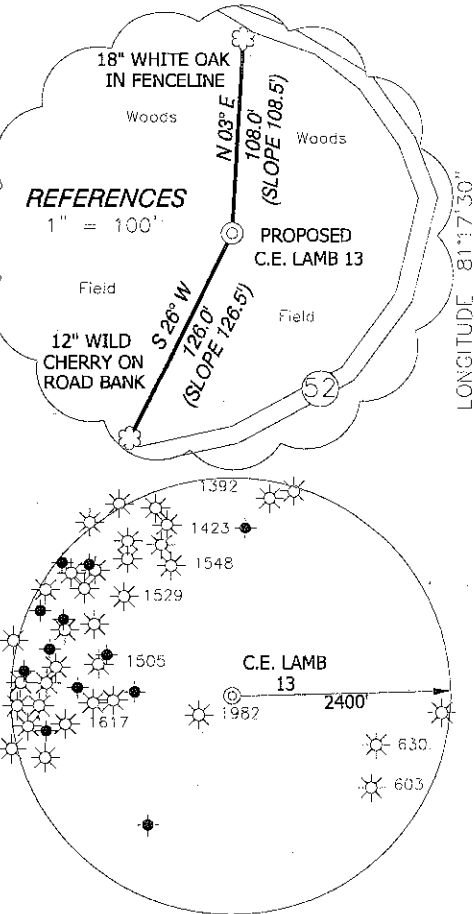 18" WHITE OAK
IN FENCELINE
Woods
N 03° E
108.0'
(SLOPE 108.5')
Woods
REFERENCES
1" = 100'
PROPOSED
C.E. LAMB 13
Field
S 26° W
126.0'
(SLOPE 126.5')
Field
12" WILD
CHERRY ON
ROAD BANK
52
LONGITUDE 81°17'30"
1392
1423
1548
1529
1505
C.E. LAMB
13
2400'
1982
1617
630
603